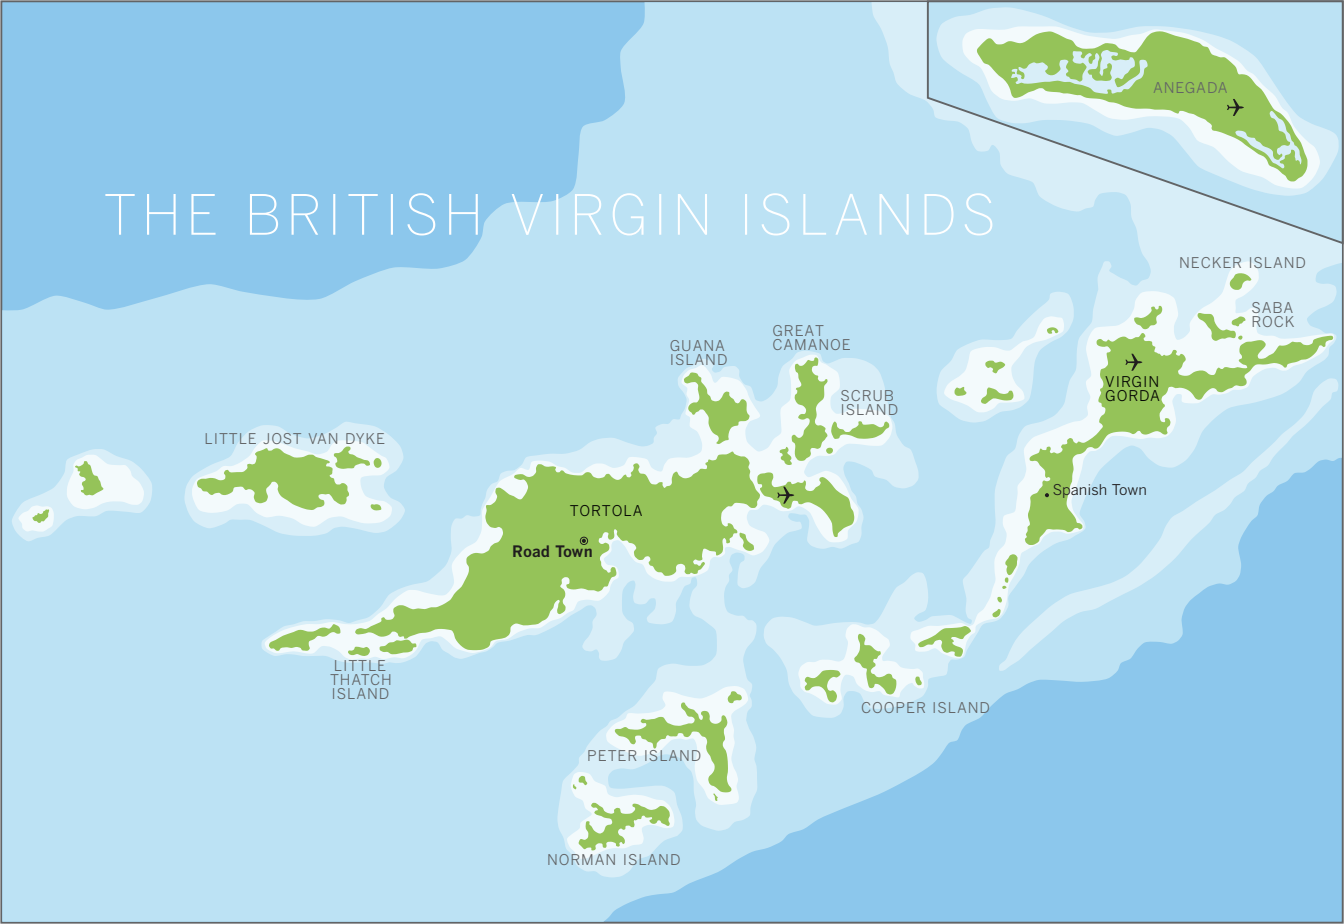 ANEGADA
THE BRITISH VIRGIN ISLANDS
NECKER ISLAND
SABA
ROCK
GREAT
CAMANOE
GUANA
ISLAND
VIRGIN
GORDA
SCRUB
ISLAND
LITTLE JOST VAN DYKE
Spanish Town
TORTOLA
Road Town
LITTLE
THATCH
ISLAND
COOPER ISLAND
PETER ISLAND
NORMAN ISLAND